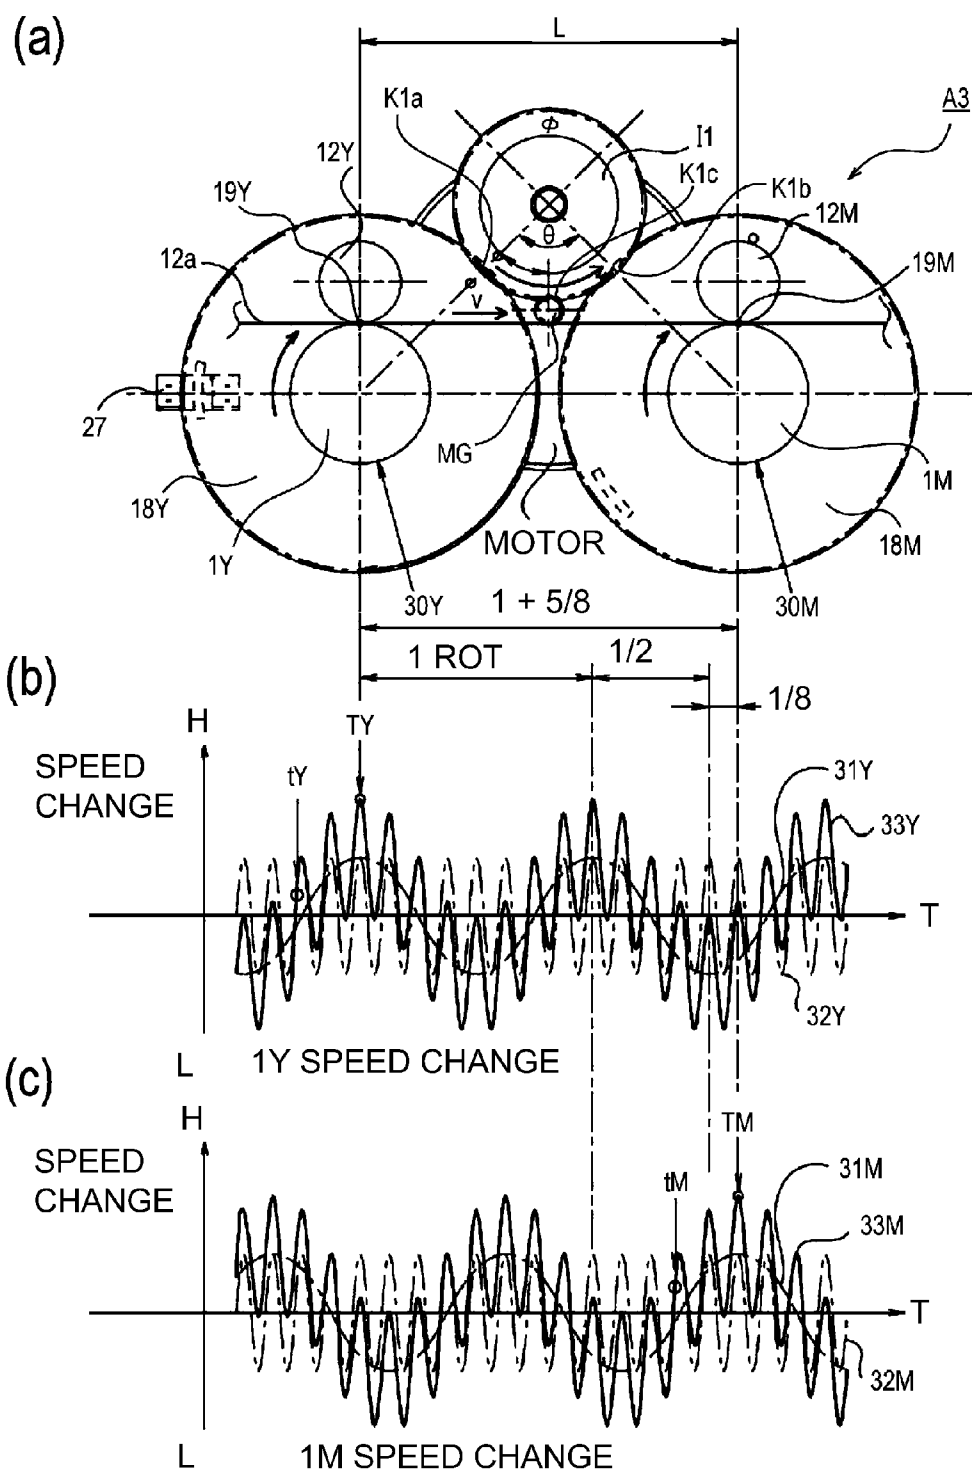 (a)
L
A3
K1a
ϕ
I1
12Y
K1c
K1b
19Y
12M
θ
12a
19M
V
27
MG
1M
18Y
MOTOR
18M
1Y
30Y
30M
1 + 5/8
(b)
1 ROT
1/2
1/8
H
TY
SPEED
CHANGE
tY
31Y
33Y
T
32Y
L
1Y SPEED CHANGE
(c)
H
TM
SPEED
CHANGE
tM
31M
33M
T
32M
L
1M SPEED CHANGE